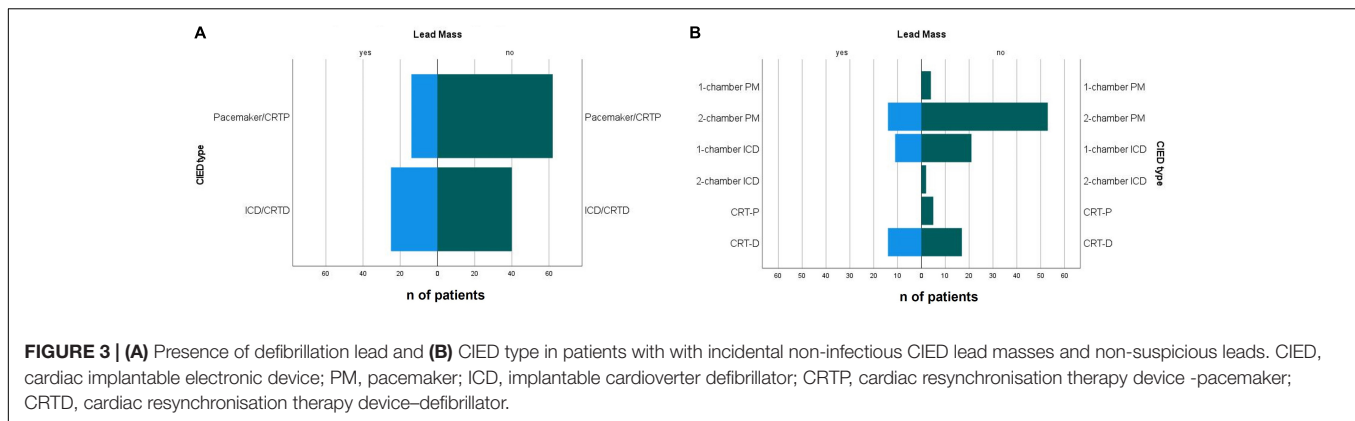 A
Lead Mass
yes no
Pacemaker/CRTP Pacemaker/CRTP
CIED type
ICD/CRTD ICD/CRTD
60 40 20 0 20 40 60
n of patients
B
Lead Mass
yes no
1-chamber PM 1-chamber PM
2-chamber PM 2-chamber PM
1-chamber ICD 1-chamber ICD
CIED type
2-chamber ICD 2-chamber ICD
CRT-P CRT-P
CRT-D CRT-D
60 50 40 30 20 10 0 10 20 30 40 50 60
n of patients
FIGURE 3 | (A) Presence of defibrillation lead and (B) CIED type in patients with with incidental non-infectious CIED lead masses and non-suspicious leads. CIED,
cardiac implantable electronic device; PM, pacemaker; ICD, implantable cardioverter defibrillator; CRTP, cardiac resynchronisation therapy device -pacemaker;
CRTD, cardiac resynchronisation therapy device–defibrillator.